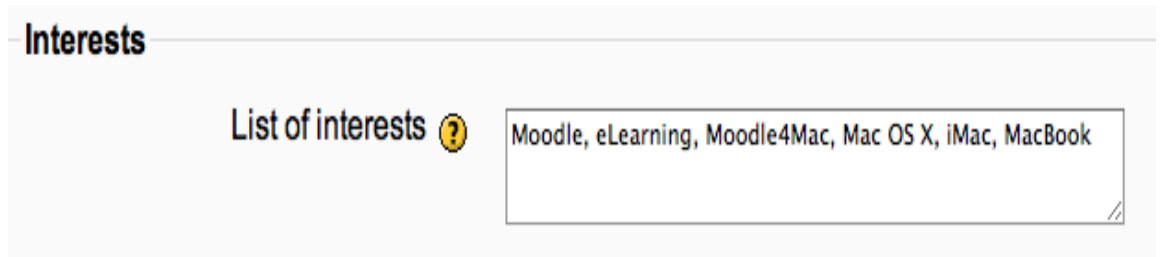 Interests
List of interests ?
Moodle, eLearning, Moodle4Mac, Mac OS X, iMac, MacBook